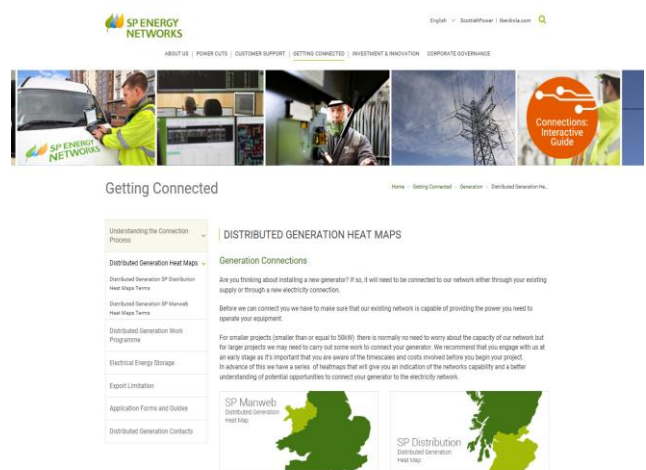 SP ENERGY
NETWORKS
English
ScottishPower | Iberdrola.com
ABOUT US | POWER CUTS | CUSTOMER SUPPORT | GETTING CONNECTED | INVESTMENT & INNOVATION CORPORATE GOVERNANCE
SP ENERGY
NETWORKS
Connections:
Interactive
Guide
Getting Connected
Home - Getting Connected - Generation - Distributed Generation He...
Understanding the Connection
Process
Distributed Generation Heat Maps
Distributed Generation SP Distribution
Heat Maps Terms
Distributed Generation SP Manweb
Heat Maps Terms
Distributed Generation Work
Programme
Electrical Energy Storage
Export Limitation
Application Forms and Guides
Distributed Generation Contacts
DISTRIBUTED GENERATION HEAT MAPS
Generation Connections
Are you thinking about installing a new generator? If so, it will need to be connected to our network either through your existing
supply or through a new electricity connection.
Before we can connect you we have to make sure that our existing network is capable of providing the power you need to
operate your equipment.
For smaller projects (smaller than or equal to 50kW) there is normally no need to worry about the capacity of our network but
for larger projects we may need to carry out some work to connect your generator. We recommend that you engage with us at
an early stage as it's important that you are aware of the timescales and costs involved before you begin your project.
In advance of this we have a series of heatmaps that will give you an indication of the networks capability and a better
understanding of potential opportunities to connect your generator to the electricity network.
SP Manweb
Distributed Generation
Heat Map
SP Distribution
Distributed Generation
Heat Map